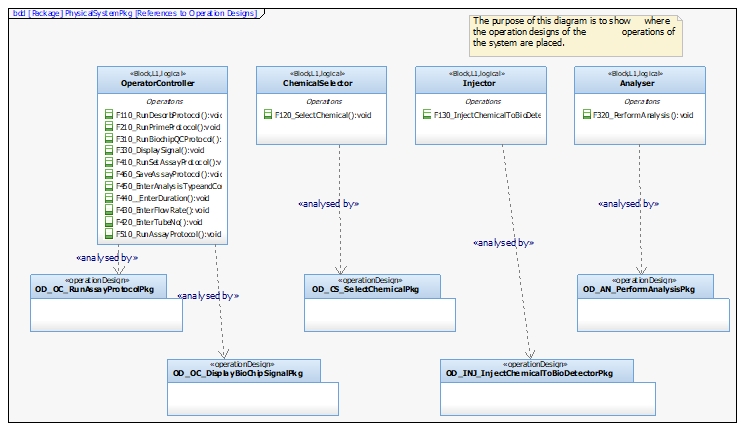 bdd [Package] PhysicalSystemPkg [References to Operation Designs]
The purpose of this diagram is to show where
the operation designs of the operations of
the system are placed.
«Block,L1,logical»
OperatorController
Operations
F110_RunDesorbProtocol():voic
F210_RunPrimeProtocol():void
F310_RunBiochipQCProtocol():
F330_DisplaySignal():void
F410_RunSetAssayProtocol():v
F460_SaveAssayProtocol():void
F450_EnterAnalysisTypeandCo
F440__EnterDuration():void
F430_EnterFlowRate():void
F420_EnterTubeNo():void
F510_RunAssayProtocol():void
«Block,L1,logical»
ChemicalSelector
Operations
F120_SelectChemical():void
«Block,L1,logical»
Injector
Operations
F130_InjectChemicalToBioDete
«Block,L1,logical»
Analyser
Operations
F320_PerformAnalysis():void
«analysed by»
«analysed by»
«analysed by»
«analysed by»
«analysed by»
«operationDesign»
OD_OC_RunAssayProtocolPkg
«operationDesign»
OD_CS_SelectChemicalPkg
«operationDesign»
OD_AN_PerformAnalysisPkg
«operationDesign»
OD_OC_DisplayBioChipSignalPkg
«operationDesign»
OD_INJ_InjectChemicalToBioDetectorPkg